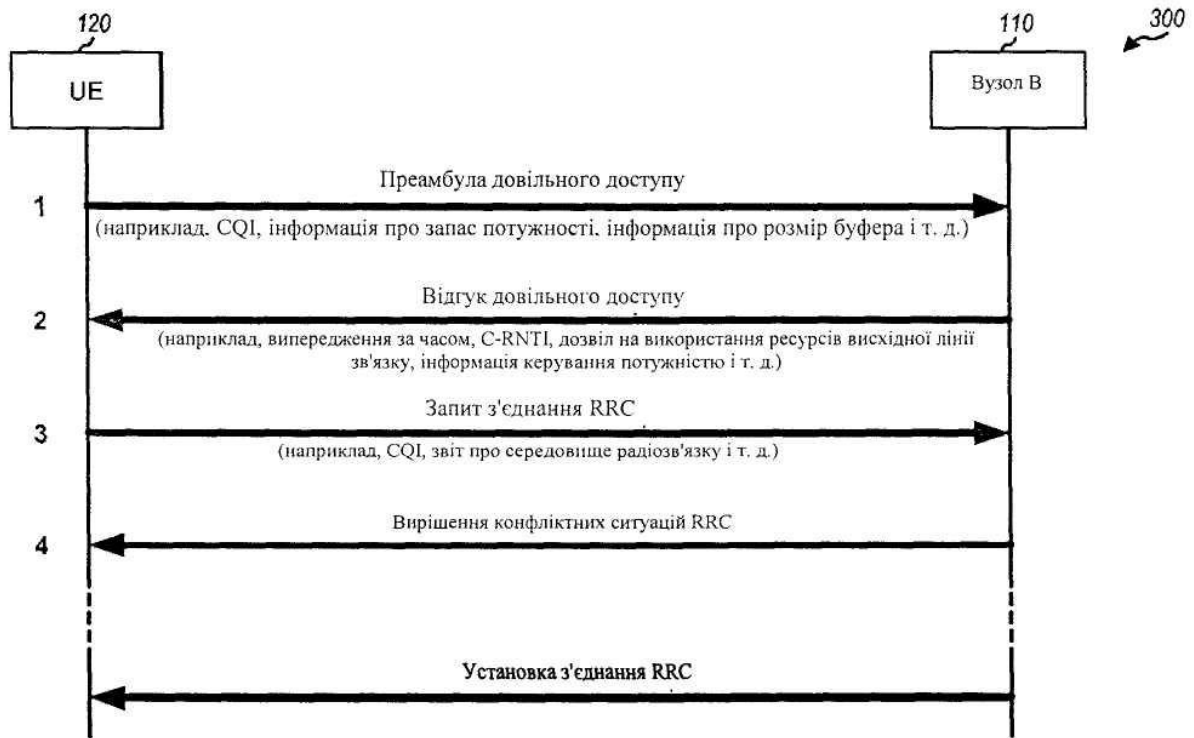 120
110
300
UE
Вузол В
Преамбула довільного доступу
1
(наприклад, CQI, інформація про запас потужності, інформація про розмір буфера і т. д.)
Відгук довільного доступу
2
(наприклад, випередження за часом, C-RNTI, дозвіл на використання ресурсів висхідної лінії
зв'язку, інформація керування потужністю і т. д.)
Запит з'єднання RRC
3
(наприклад, CQI, звіт про середовище радіозв'язку і т. д.)
Вирішення конфліктних ситуацій RRC
4
Установка з'єднання RRC